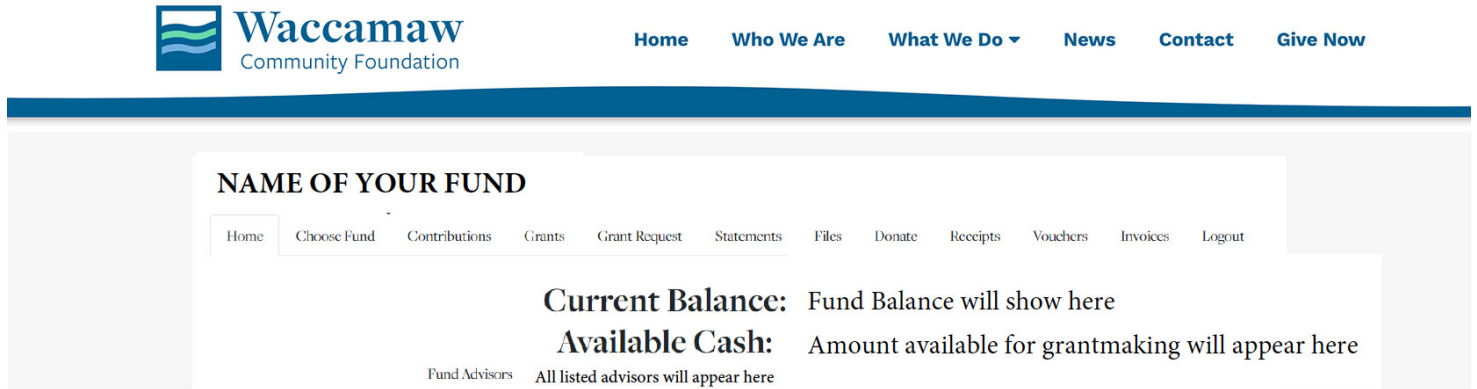 Waccamaw
Community Foundation
Home Who We Are What We Do News Contact Give Now
NAME OF YOUR FUND
Home Choose Fund Contributions Grants Grant Request Statements Files Donate Receipts Vouchers Invoices Logout
Current Balance: Fund Balance will show here
Available Cash: Amount available for grantmaking will appear here
Fund Advisors All listed advisors will appear here